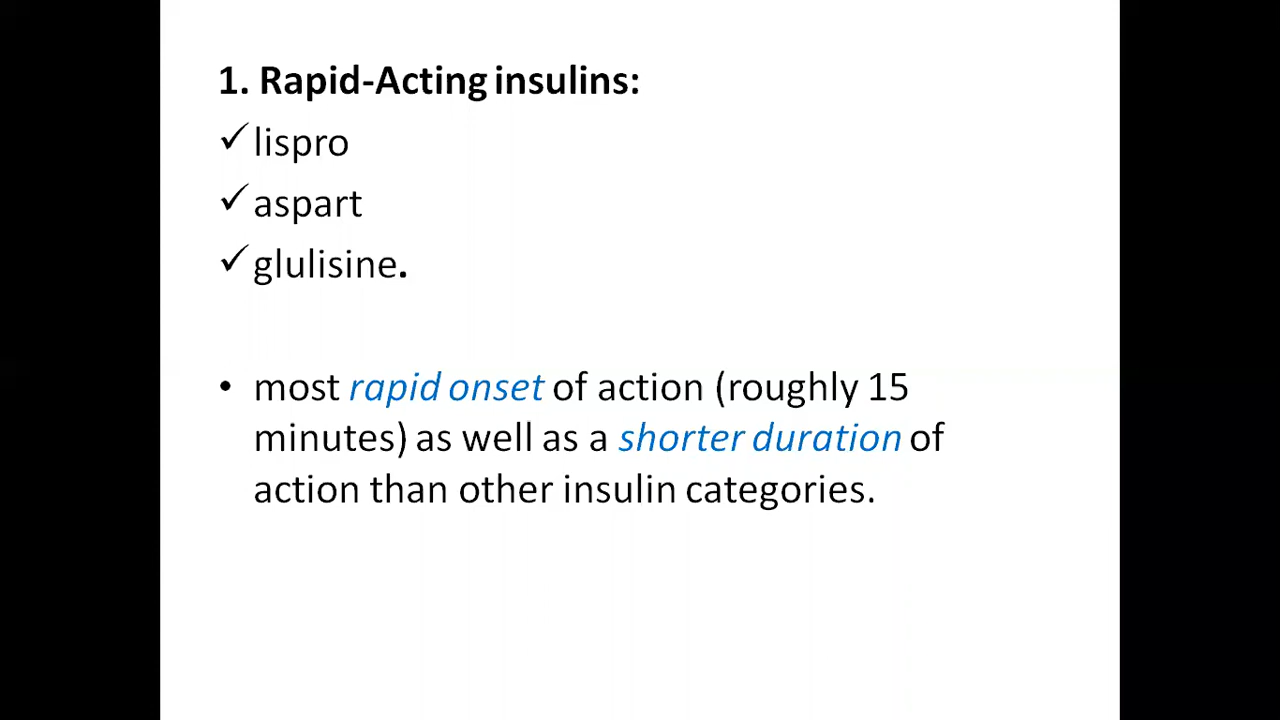 1. Rapid-Acting insulins:
✓ lispro
✓ aspart
✓ glulisine.
• most rapid onset of action (roughly 15
minutes) as well as a shorter duration of
action than other insulin categories.